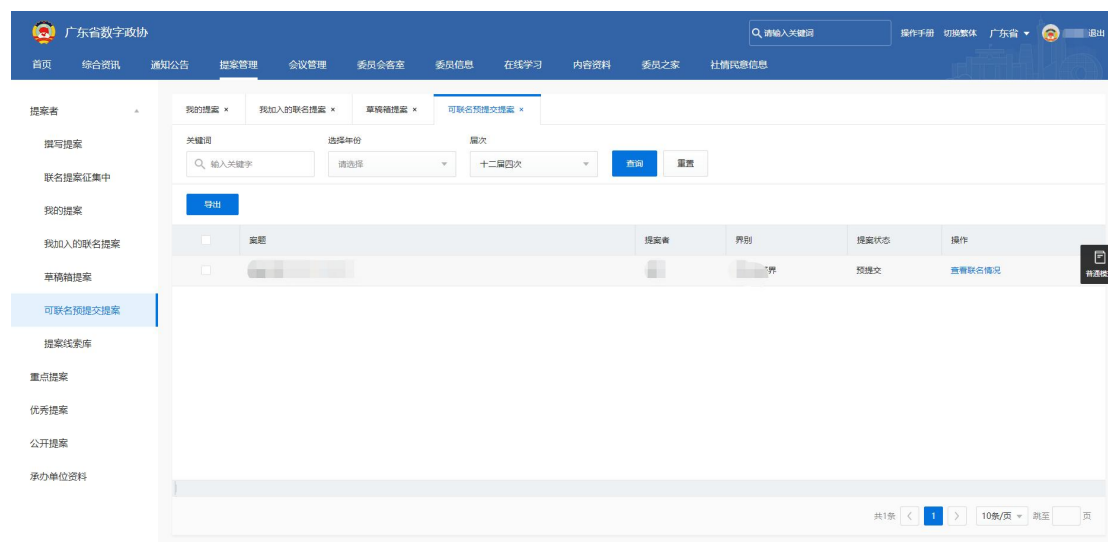 广东省数字政协
请输入关键词
操作手册 切换繁体 广东省 退出
首页 综合资讯 通知公告 提案管理 会议管理 委员会客室 委员信息 在线学习 内容资料 委员之家 社情民意信息
提案者
撰写提案
联名提案征集中
我的提案
我加入的联名提案
草稿箱提案
可联名预提交提案
提案线索库
重点提案
优秀提案
公开提案
承办单位资料
我的提案 × 我加入的联名提案 × 草稿箱提案 × 可联名预提交提案 ×
关键词 选择年份 届次
输入关键字 请选择 十二届四次 查询 重置
导出
案题 提案者 界别 提案状态 操作
界 预提交 查看联名情况
普通模
共1条 1 10条/页 跳至 页